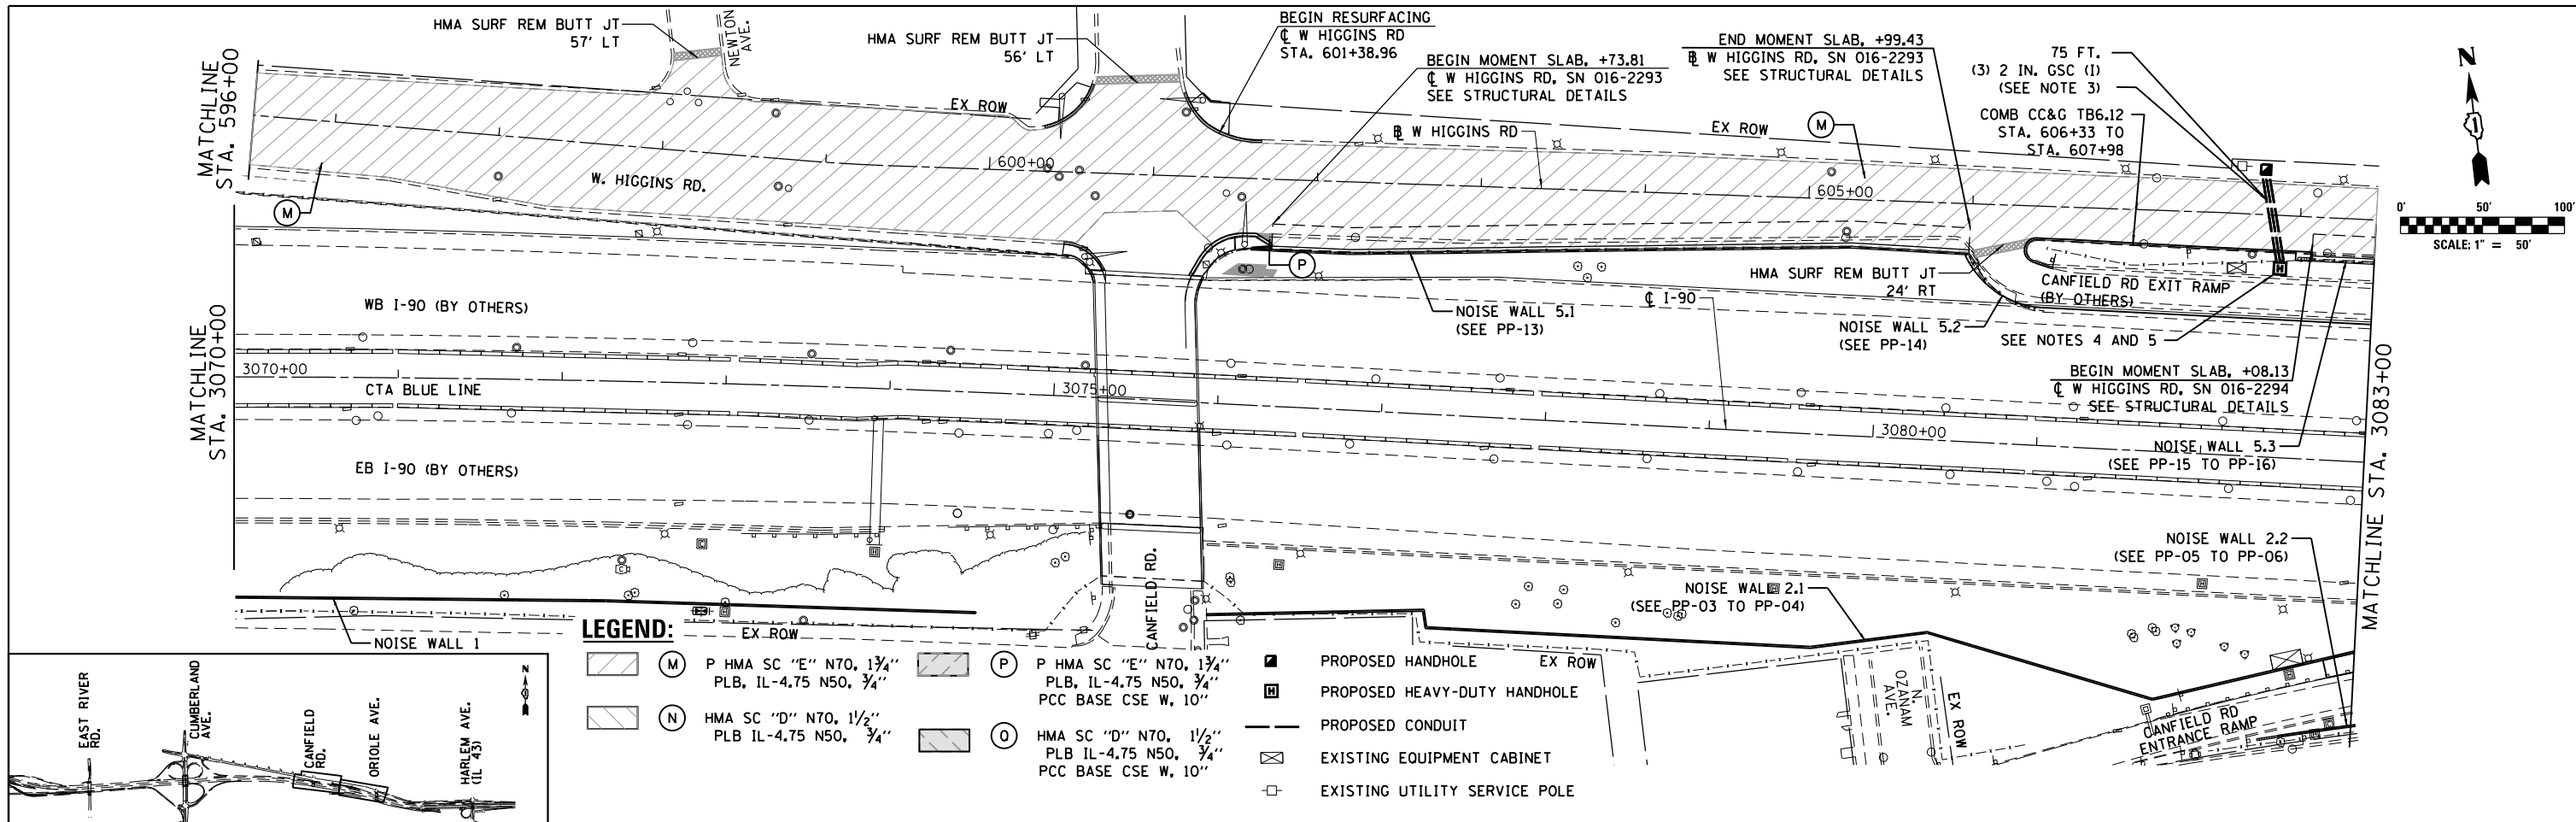 HMA SURF REM BUTT JT
57' LT
NEWTON
AVE.
HMA SURF REM BUTT JT
56' LT
BEGIN RESURFACING
℄ W HIGGINS RD
STA. 601+38.96
BEGIN MOMENT SLAB, +73.81
℄ W HIGGINS RD, SN 016-2293
SEE STRUCTURAL DETAILS
END MOMENT SLAB, +99.43
℄ W HIGGINS RD, SN 016-2293
SEE STRUCTURAL DETAILS
75 FT.
(3) 2 IN. GSC (I)
(SEE NOTE 3)
COMB CC&G TB6.12
STA. 606+33 TO
STA. 607+98
N
1
0'
50'
100'
SCALE: 1" = 50'
MATCHLINE
STA. 596+00
EX ROW
℄ W HIGGINS RD
EX ROW
M
600+00
W. HIGGINS RD.
605+00
M
P
HMA SURF REM BUTT JT
24' RT
CANFIELD RD EXIT RAMP
(BY OTHERS)
WB I-90 (BY OTHERS)
℄ I-90
NOISE WALL 5.1
(SEE PP-13)
NOISE WALL 5.2
(SEE PP-14)
SEE NOTES 4 AND 5
H
MATCHLINE
STA. 3070+00
3070+00
CTA BLUE LINE
3075+00
BEGIN MOMENT SLAB, +08.13
℄ W HIGGINS RD, SN 016-2294
SEE STRUCTURAL DETAILS
3080+00
NOISE WALL 5.3
(SEE PP-15 TO PP-16)
MATCHLINE STA. 3083+00
EB I-90 (BY OTHERS)
NOISE WALL 2.2
(SEE PP-05 TO PP-06)
CANFIELD RD.
NOISE WALL 2.1
(SEE PP-03 TO PP-04)
NOISE WALL 1
EX ROW
EX ROW
N.
OZANAM
AVE.
EX ROW
CANFIELD RD
ENTRANCE RAMP
LEGEND:
M
P HMA SC "E" N70, 1¾"
PLB, IL-4.75 N50, ¾"
N
HMA SC "D" N70, 1½"
PLB IL-4.75 N50, ¾"
P
P HMA SC "E" N70, 1¾"
PLB, IL-4.75 N50, ¾"
PCC BASE CSE W, 10"
Q
HMA SC "D" N70, 1½"
PLB IL-4.75 N50, ¾"
PCC BASE CSE W, 10"
PROPOSED HANDHOLE
H
PROPOSED HEAVY-DUTY HANDHOLE
PROPOSED CONDUIT
EXISTING EQUIPMENT CABINET
EXISTING UTILITY SERVICE POLE
EAST RIVER
RD.
CUMBERLAND
AVE.
CANFIELD
RD.
ORIOLE AVE.
HARLEM AVE.
(IL 43)
N